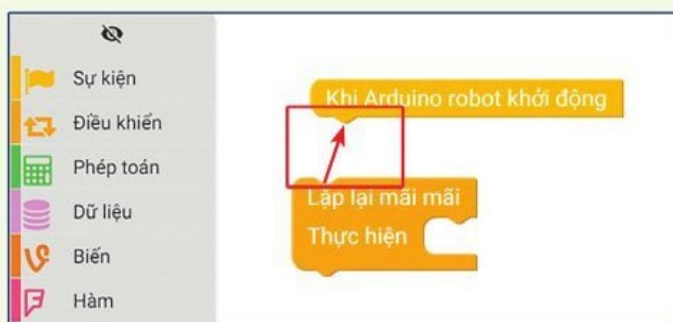 Sự kiện
Điều khiển
Phép toán
Dữ liệu
Biến
Hàm
Khi Arduino robot khởi động
Lặp lại mãi mãi
Thực hiện